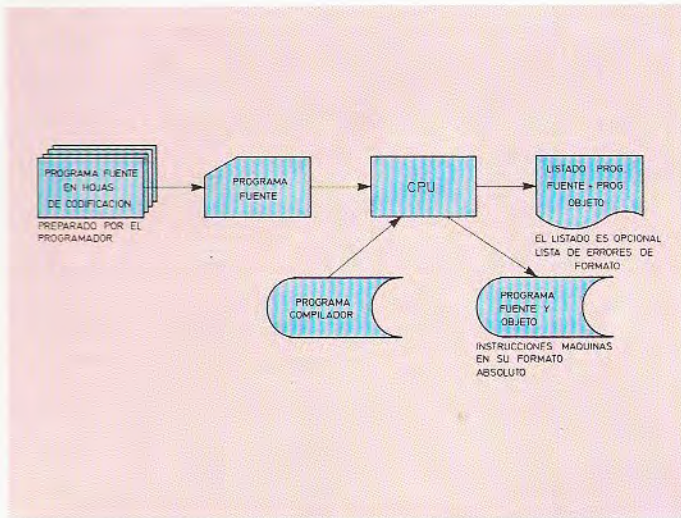 PROGRAMA FUENTE
EN HOJAS
DE CODIFICACION
PREPARADO POR EL
PROGRAMADOR
PROGRAMA
FUENTE
CPU
LISTADO PROG
FUENTE + PROG
OBJETO
EL LISTADO ES OPCIONAL
LISTA DE ERRORES DE
FORMATO
PROGRAMA
COMPILADOR
PROGRAMA
FUENTE Y
OBJETO
INSTRUCCIONES MAQUINAS
EN SU FORMATO
ABSOLUTO